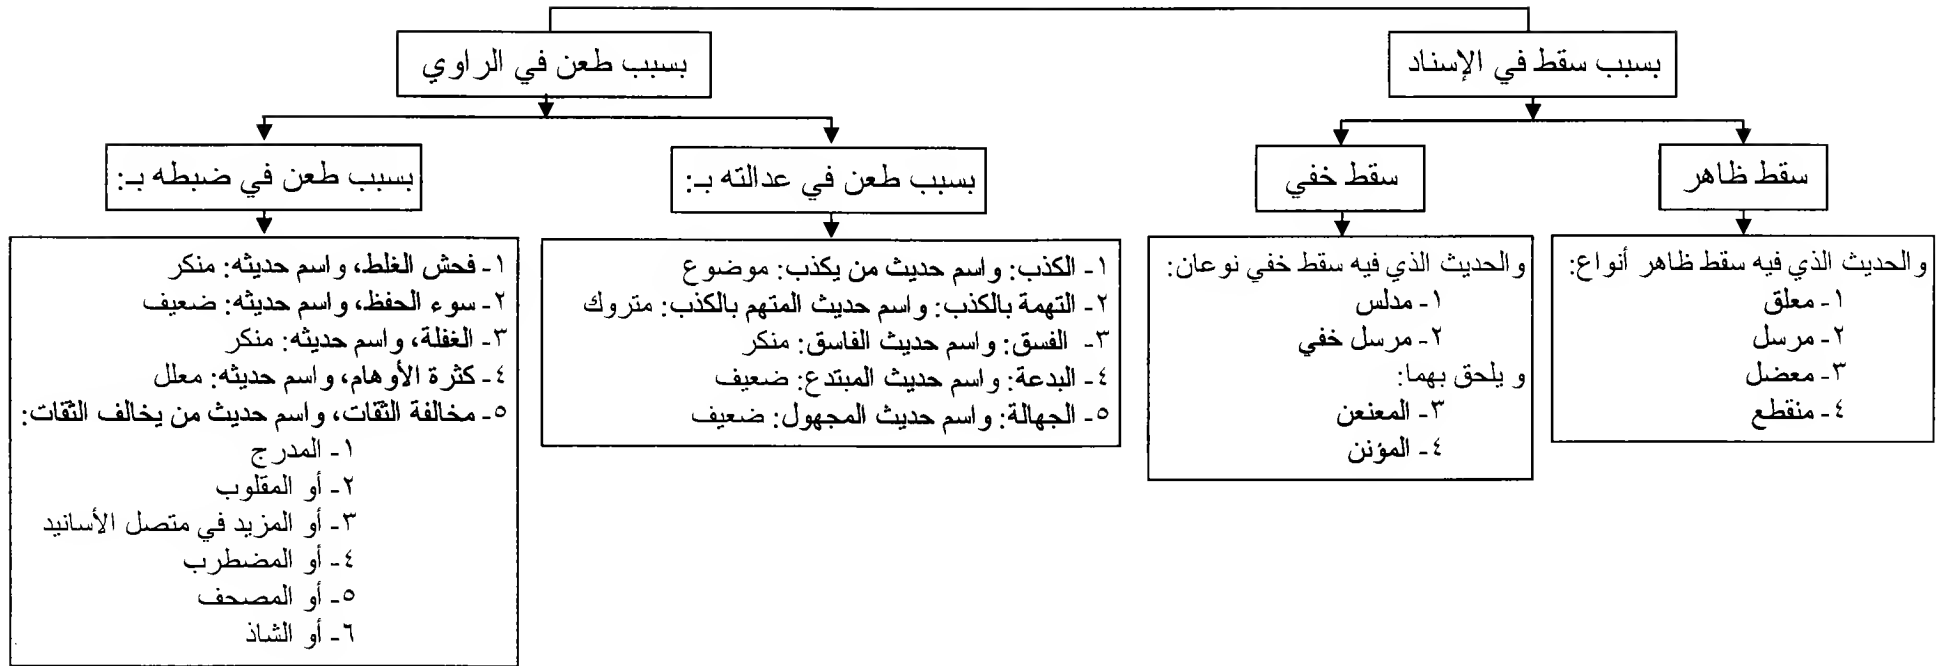 بسبب سقط في الإسناد
بسبب طعن في الراوي
سقط ظاهر
سقط خفي
بسبب طعن في عدالته بـ:
بسبب طعن في ضبطه بـ:
والحديث الذي فيه سقط ظاهر أنواع:
١- معلق
٢- مرسل
٣- معضل
٤- منقطع
والحديث الذي فيه سقط خفي نوعان:
١- مدلس
٢- مرسل خفي
و يلحق بهما:
٣- المعنعن
٤- المؤنن
١- الكذب: واسم حديث من يكذب: موضوع
٢- التهمة بالكذب: واسم حديث المتهم بالكذب: متروك
٣- الفسق: واسم حديث الفاسق: منكر
٤- البدعة: واسم حديث المبتدع: ضعيف
٥- الجهالة: واسم حديث المجهول: ضعيف
١- فحش الغلط، واسم حديثه: منكر
٢- سوء الحفظ، واسم حديثه: ضعيف
٣- الغفلة، واسم حديثه: منكر
٤- كثرة الأوهام، واسم حديثه: معلل
٥- مخالفة الثقات، واسم حديث من يخالف الثقات:
١- المدرج
٢- أو المقلوب
٣- أو المزيد في متصل الأسانيد
٤- أو المضطرب
٥- أو المصحف
٦- أو الشاذ